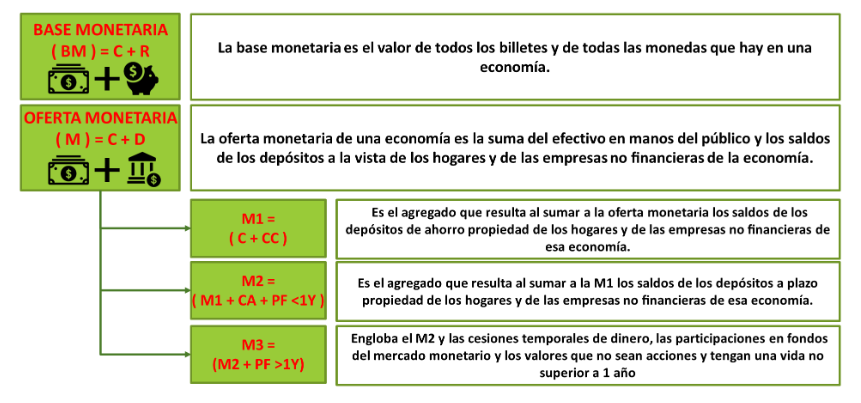 BASE MONETARIA
( BM ) = C + R
La base monetaria es el valor de todos los billetes y de todas las monedas que hay en una
economía.
OFERTA MONETARIA
( M ) = C + D
La oferta monetaria de una economía es la suma del efectivo en manos del público y los saldos
de los depósitos a la vista de los hogares y de las empresas no financieras de la economía.
M1 =
( C + CC )
Es el agregado que resulta al sumar a la oferta monetaria los saldos de los
depósitos de ahorro propiedad de los hogares y de las empresas no financieras de
esa economía.
M2 =
( M1 + CA + PF <1Y )
Es el agregado que resulta al sumar a la M1 los saldos de los depósitos a plazo
propiedad de los hogares y de las empresas no financieras de esa economía.
M3 =
(M2 + PF >1Y)
Engloba el M2 y las cesiones temporales de dinero, las participaciones en fondos
del mercado monetario y los valores que no sean acciones y tengan una vida no
superior a 1 año